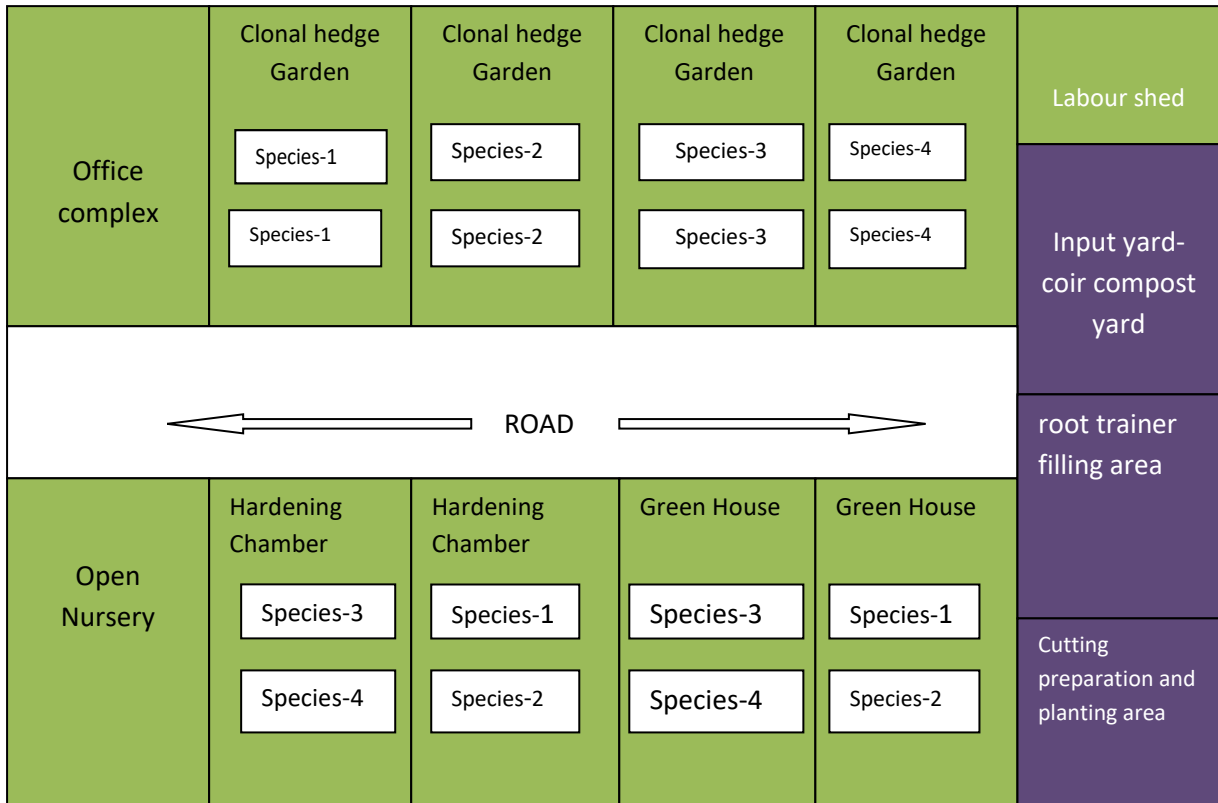 Office
complex
Clonal hedge
Garden
Species-1
Species-1
Clonal hedge
Garden
Species-2
Species-2
Clonal hedge
Garden
Species-3
Species-3
Clonal hedge
Garden
Species-4
Species-4
Labour shed
Input yard-
coir compost
yard
ROAD
root trainer
filling area
Open
Nursery
Hardening
Chamber
Species-3
Species-4
Hardening
Chamber
Species-1
Species-2
Green House
Species-3
Species-4
Green House
Species-1
Species-2
Cutting
preparation and
planting area